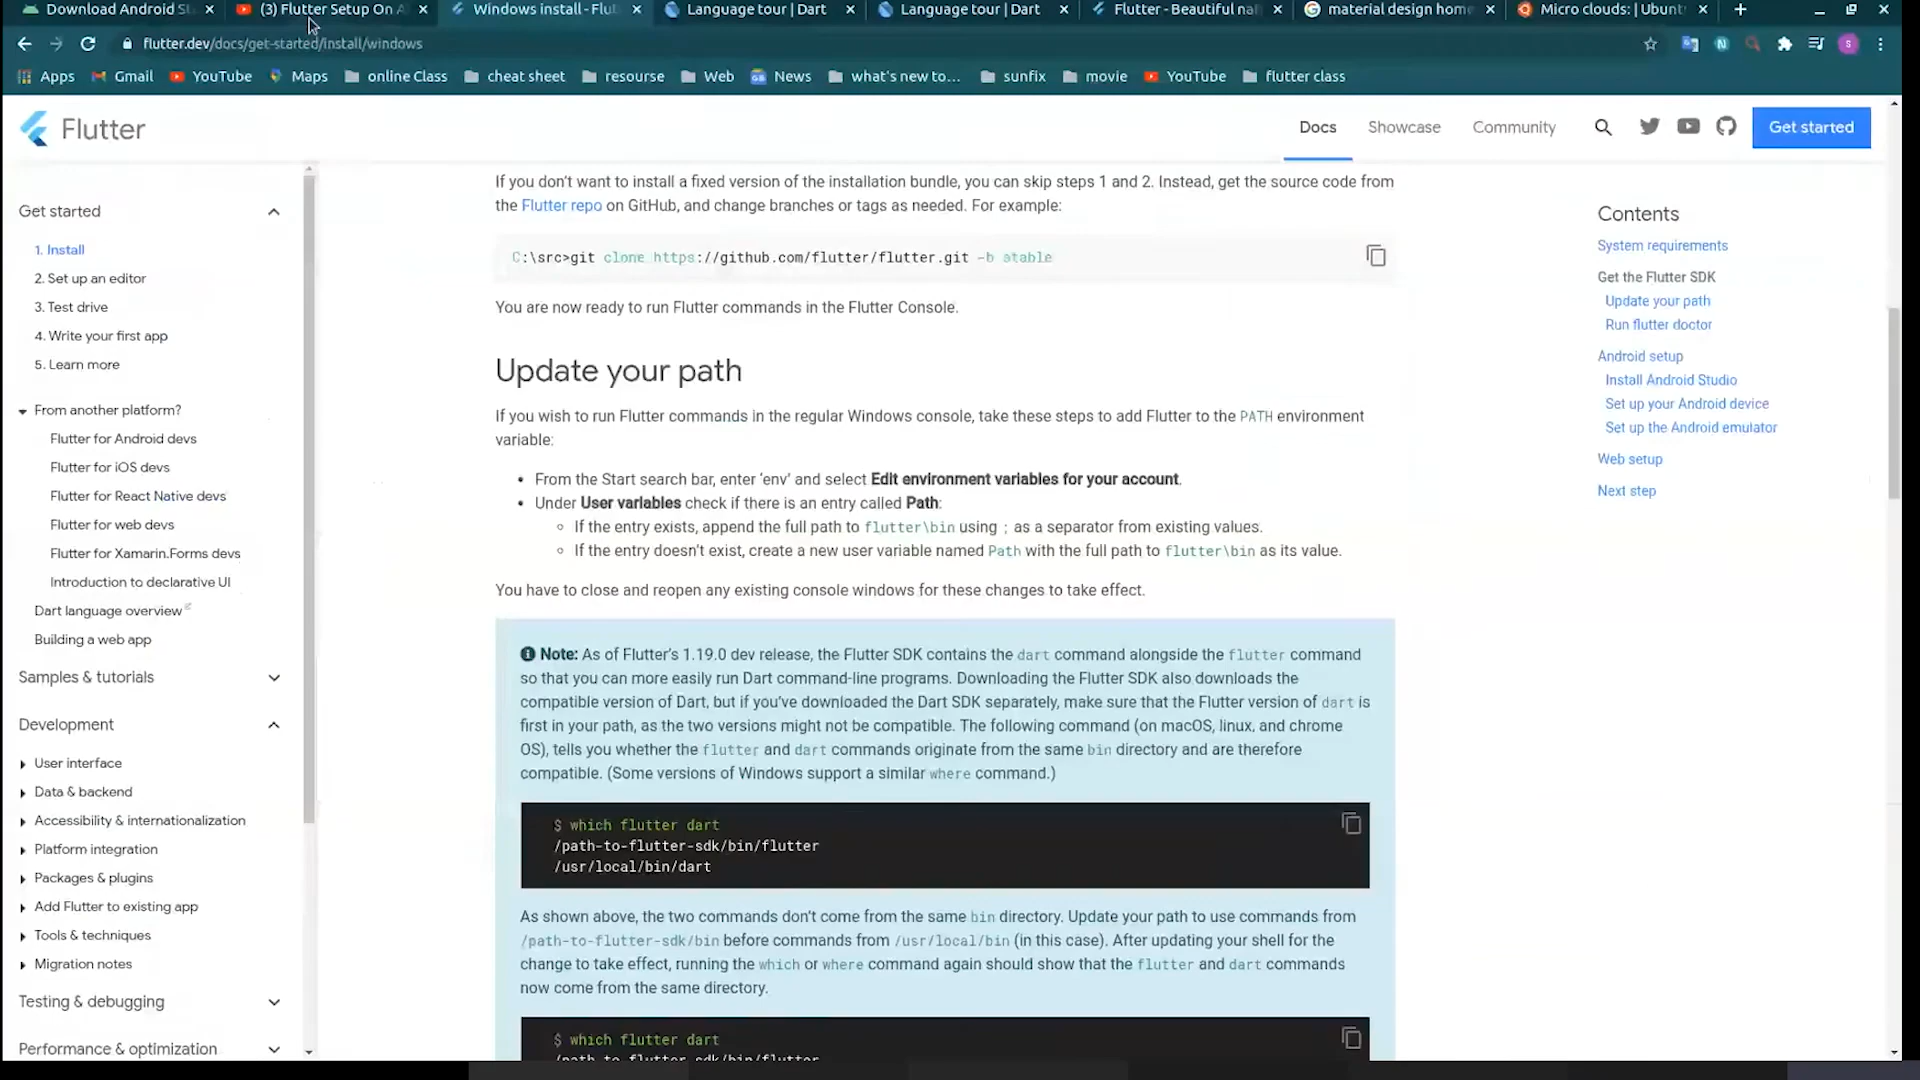 Download Android St
(3) Flutter Setup On A
Windows install - Flut
Language tour | Dart
Language tour | Dart
Flutter - Beautiful nat
material design home
Micro clouds: | Ubunt
flutter.dev/docs/get-started/install/windows
Apps
Gmail
YouTube
Maps
online Class
cheat sheet
resourse
Web
News
what's new to...
sunfix
movie
YouTube
flutter class
Flutter
Docs
Showcase
Community
Get started
Get started
1. Install
2. Set up an editor
3. Test drive
4. Write your first app
5. Learn more
From another platform?
Flutter for Android devs
Flutter for iOS devs
Flutter for React Native devs
Flutter for web devs
Flutter for Xamarin.Forms devs
Introduction to declarative UI
Dart language overview
Building a web app
Samples & tutorials
Development
User interface
Data & backend
Accessibility & internationalization
Platform integration
Packages & plugins
Add Flutter to existing app
Tools & techniques
Migration notes
Testing & debugging
Performance & optimization
If you don't want to install a fixed version of the installation bundle, you can skip steps 1 and 2. Instead, get the source code from
the Flutter repo on GitHub, and change branches or tags as needed. For example:
C:\src>git clone https://github.com/flutter/flutter.git -b stable
You are now ready to run Flutter commands in the Flutter Console.
Update your path
If you wish to run Flutter commands in the regular Windows console, take these steps to add Flutter to the PATH environment
variable:
• From the Start search bar, enter 'env' and select Edit environment variables for your account.
• Under User variables check if there is an entry called Path:
◦ If the entry exists, append the full path to flutter\bin using ; as a separator from existing values.
◦ If the entry doesn't exist, create a new user variable named Path with the full path to flutter\bin as its value.
You have to close and reopen any existing console windows for these changes to take effect.
Note: As of Flutter's 1.19.0 dev release, the Flutter SDK contains the dart command alongside the flutter command
so that you can more easily run Dart command-line programs. Downloading the Flutter SDK also downloads the
compatible version of Dart, but if you've downloaded the Dart SDK separately, make sure that the Flutter version of dart is
first in your path, as the two versions might not be compatible. The following command (on macOS, linux, and chrome
OS), tells you whether the flutter and dart commands originate from the same bin directory and are therefore
compatible. (Some versions of Windows support a similar where command.)
$ which flutter dart
/path-to-flutter-sdk/bin/flutter
/usr/local/bin/dart
As shown above, the two commands don't come from the same bin directory. Update your path to use commands from
/path-to-flutter-sdk/bin before commands from /usr/local/bin (in this case). After updating your shell for the
change to take effect, running the which or where command again should show that the flutter and dart commands
now come from the same directory.
$ which flutter dart
/path-to-flutter-sdk/bin/flutter
Contents
System requirements
Get the Flutter SDK
Update your path
Run flutter doctor
Android setup
Install Android Studio
Set up your Android device
Set up the Android emulator
Web setup
Next step